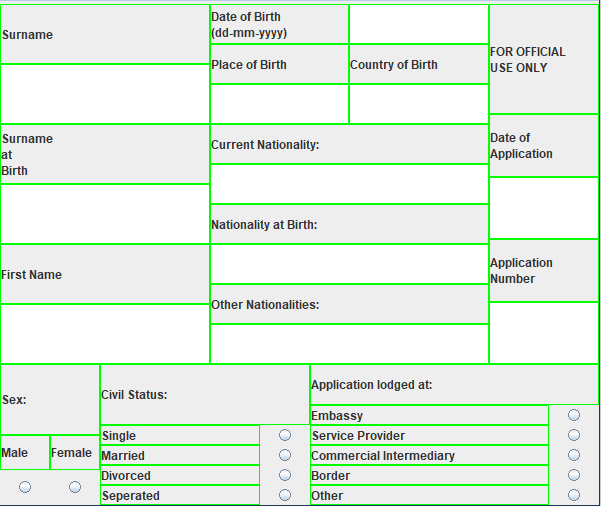 Surname
Date of Birth
(dd-mm-yyyy)
FOR OFFICIAL
USE ONLY
Place of Birth
Country of Birth
Surname
at
Birth
Current Nationality:
Date of
Application
Nationality at Birth:
First Name
Application
Number
Other Nationalities:
Sex:
Civil Status:
Application lodged at:
Embassy
Single
Service Provider
Male
Female
Married
Commercial Intermediary
Divorced
Border
Seperated
Other